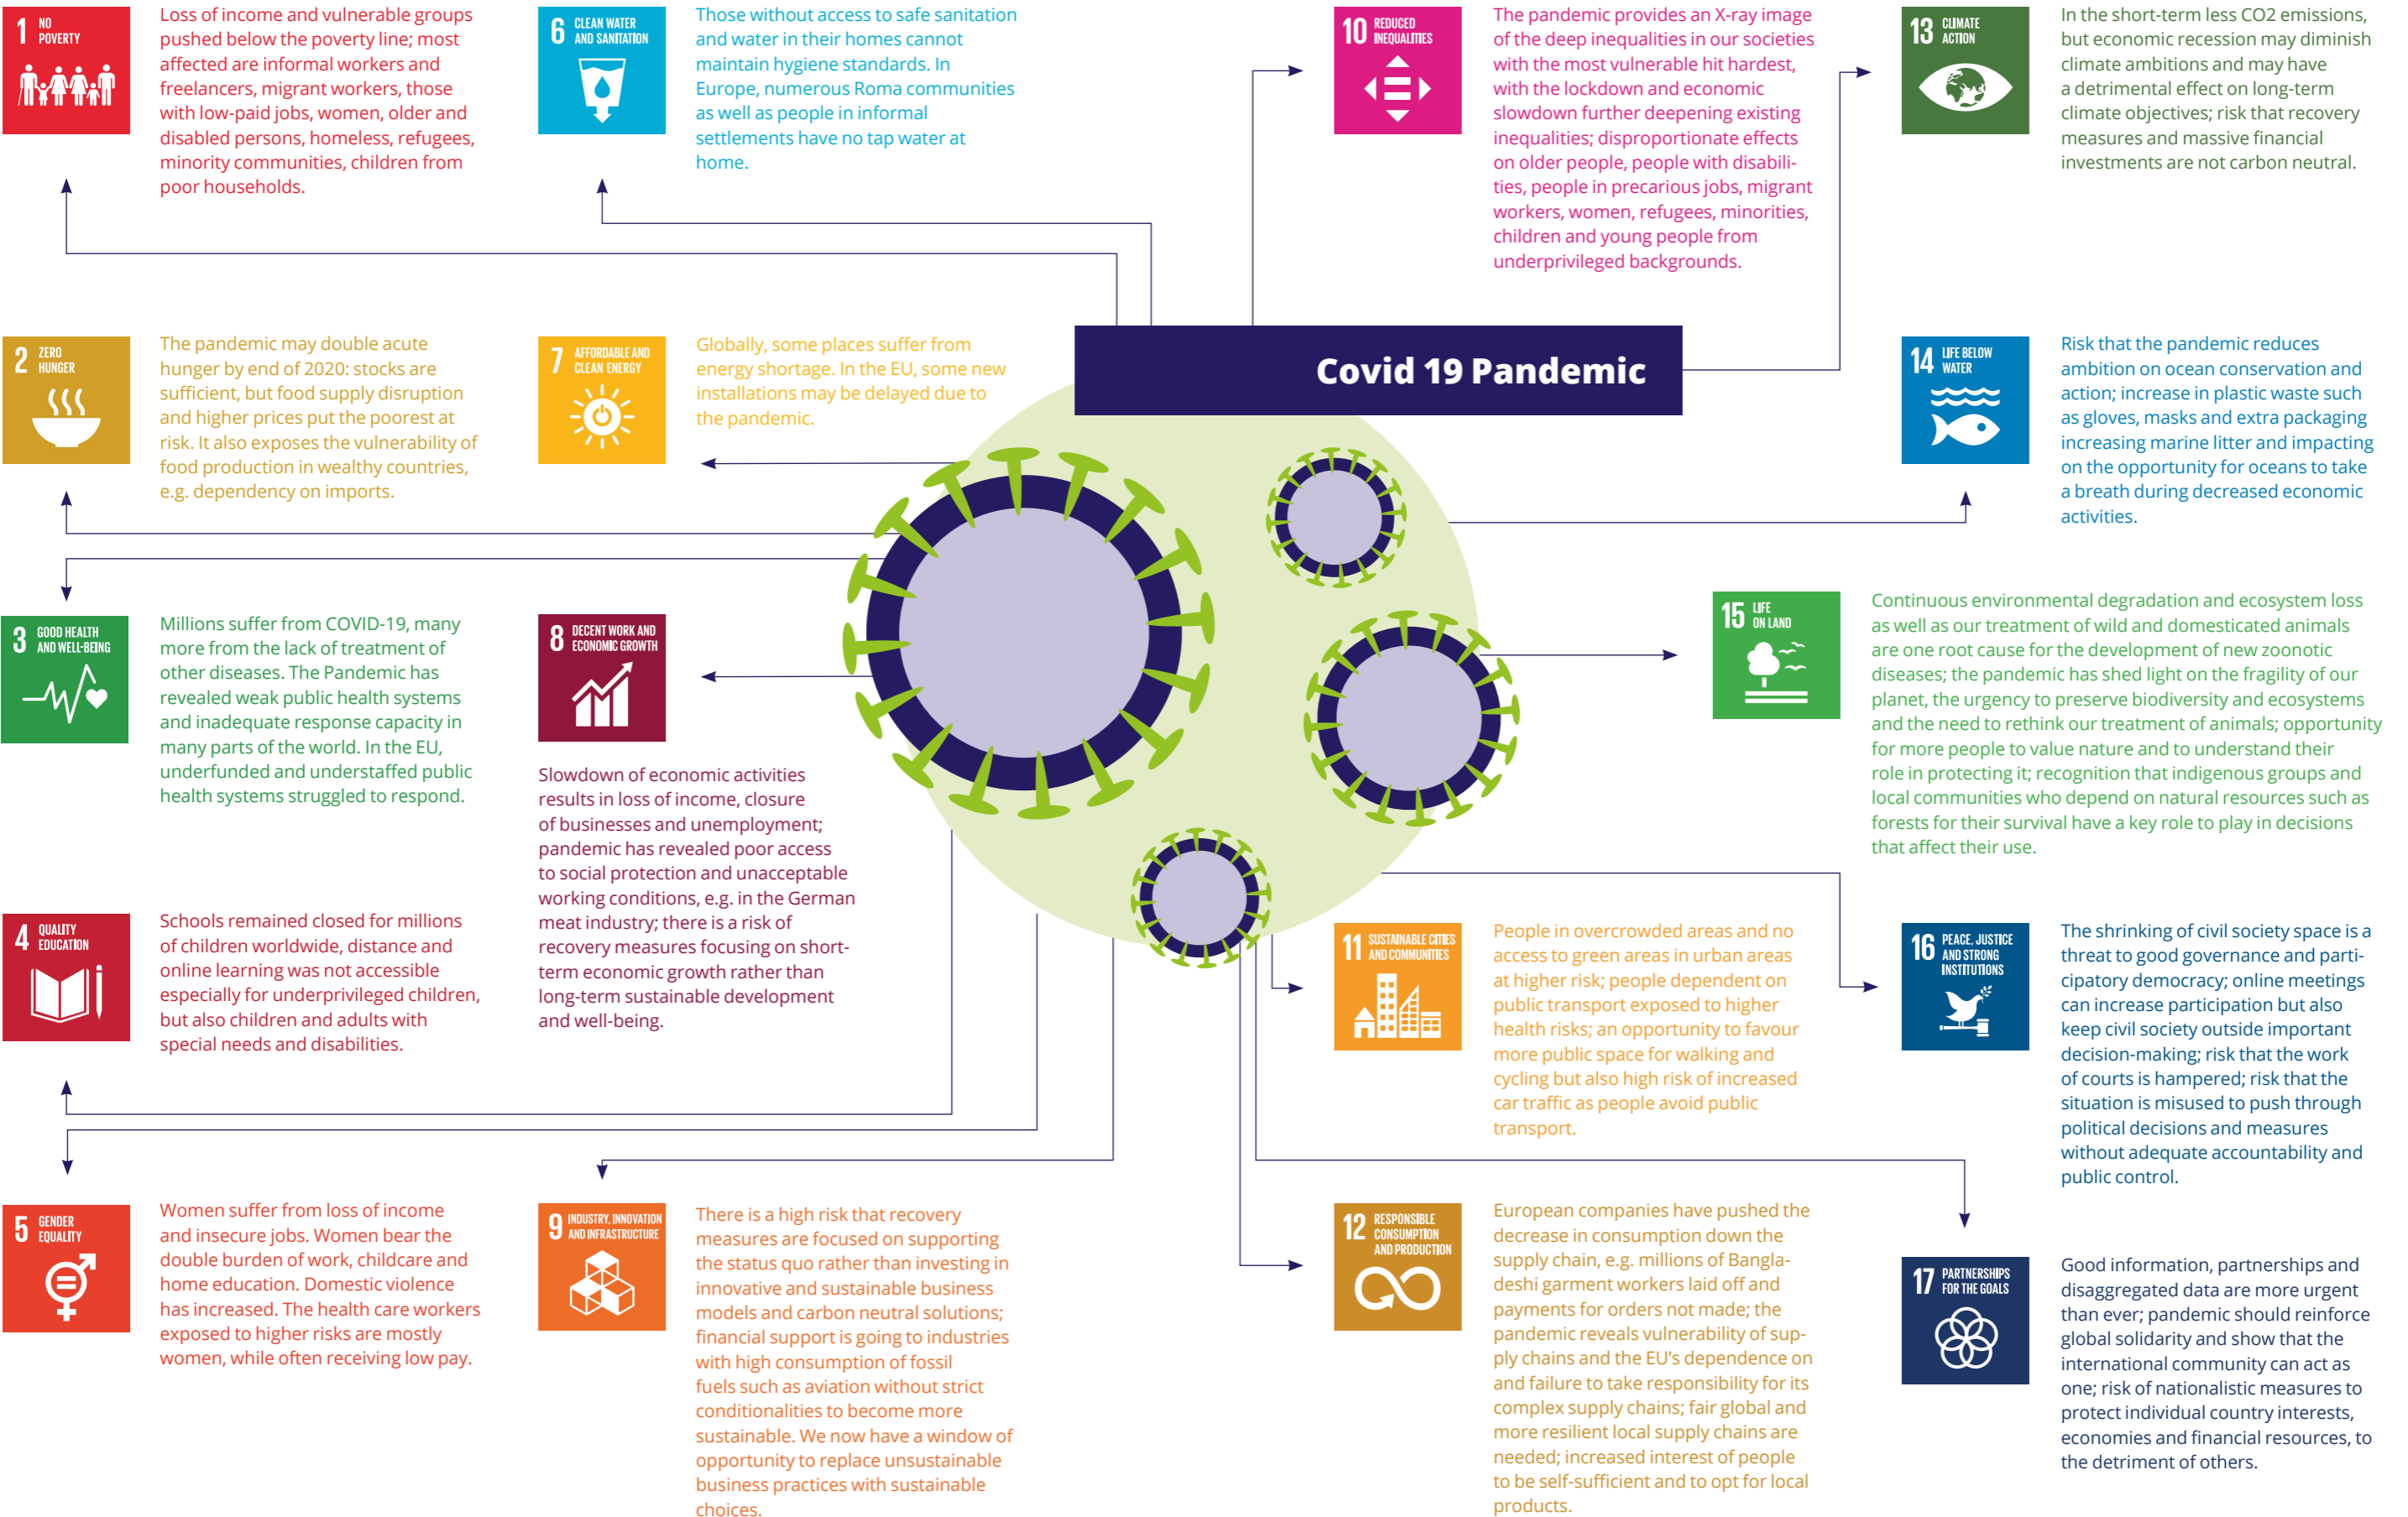 1 NO
POVERTY
Loss of income and vulnerable groups
pushed below the poverty line; most
affected are informal workers and
freelancers, migrant workers, those
with low-paid jobs, women, older and
disabled persons, homeless, refugees,
minority communities, children from
poor households.
2 ZERO
HUNGER
The pandemic may double acute
hunger by end of 2020: stocks are
sufficient, but food supply disruption
and higher prices put the poorest at
risk. It also exposes the vulnerability of
food production in wealthy countries,
e.g. dependency on imports.
3 GOOD HEALTH
AND WELL-BEING
Millions suffer from COVID-19, many
more from the lack of treatment of
other diseases. The Pandemic has
revealed weak public health systems
and inadequate response capacity in
many parts of the world. In the EU,
underfunded and understaffed public
health systems struggled to respond.
4 QUALITY
EDUCATION
Schools remained closed for millions
of children worldwide, distance and
online learning was not accessible
especially for underprivileged children,
but also children and adults with
special needs and disabilities.
5 GENDER
EQUALITY
Women suffer from loss of income
and insecure jobs. Women bear the
double burden of work, childcare and
home education. Domestic violence
has increased. The health care workers
exposed to higher risks are mostly
women, while often receiving low pay.
6 CLEAN WATER
AND SANITATION
Those without access to safe sanitation
and water in their homes cannot
maintain hygiene standards. In
Europe, numerous Roma communities
as well as people in informal
settlements have no tap water at
home.
7 AFFORDABLE AND
CLEAN ENERGY
Globally, some places suffer from
energy shortage. In the EU, some new
installations may be delayed due to
the pandemic.
8 DECENT WORK AND
ECONOMIC GROWTH
Slowdown of economic activities
results in loss of income, closure
of businesses and unemployment;
pandemic has revealed poor access
to social protection and unacceptable
working conditions, e.g. in the German
meat industry; there is a risk of
recovery measures focusing on short-
term economic growth rather than
long-term sustainable development
and well-being.
9 INDUSTRY, INNOVATION
AND INFRASTRUCTURE
There is a high risk that recovery
measures are focused on supporting
the status quo rather than investing in
innovative and sustainable business
models and carbon neutral solutions;
financial support is going to industries
with high consumption of fossil
fuels such as aviation without strict
conditionalities to become more
sustainable. We now have a window of
opportunity to replace unsustainable
business practices with sustainable
choices.
Covid 19 Pandemic
10 REDUCED
INEQUALITIES
The pandemic provides an X-ray image
of the deep inequalities in our societies
with the most vulnerable hit hardest,
with the lockdown and economic
slowdown further deepening existing
inequalities; disproportionate effects
on older people, people with disabili-
ties, people in precarious jobs, migrant
workers, women, refugees, minorities,
children and young people from
underprivileged backgrounds.
11 SUSTAINABLE CITIES
AND COMMUNITIES
People in overcrowded areas and no
access to green areas in urban areas
at higher risk; people dependent on
public transport exposed to higher
health risks; an opportunity to favour
more public space for walking and
cycling but also high risk of increased
car traffic as people avoid public
transport.
12 RESPONSIBLE
CONSUMPTION
AND PRODUCTION
European companies have pushed the
decrease in consumption down the
supply chain, e.g. millions of Bangla-
deshi garment workers laid off and
payments for orders not made; the
pandemic reveals vulnerability of sup-
ply chains and the EU's dependence on
and failure to take responsibility for its
complex supply chains; fair global and
more resilient local supply chains are
needed; increased interest of people
to be self-sufficient and to opt for local
products.
13 CLIMATE
ACTION
In the short-term less CO2 emissions,
but economic recession may diminish
climate ambitions and may have
a detrimental effect on long-term
climate objectives; risk that recovery
measures and massive financial
investments are not carbon neutral.
14 LIFE BELOW
WATER
Risk that the pandemic reduces
ambition on ocean conservation and
action; increase in plastic waste such
as gloves, masks and extra packaging
increasing marine litter and impacting
on the opportunity for oceans to take
a breath during decreased economic
activities.
15 LIFE
ON LAND
Continuous environmental degradation and ecosystem loss
as well as our treatment of wild and domesticated animals
are one root cause for the development of new zoonotic
diseases; the pandemic has shed light on the fragility of our
planet, the urgency to preserve biodiversity and ecosystems
and the need to rethink our treatment of animals; opportunity
for more people to value nature and to understand their
role in protecting it; recognition that indigenous groups and
local communities who depend on natural resources such as
forests for their survival have a key role to play in decisions
that affect their use.
16 PEACE, JUSTICE
AND STRONG
INSTITUTIONS
The shrinking of civil society space is a
threat to good governance and parti-
cipatory democracy; online meetings
can increase participation but also
keep civil society outside important
decision-making; risk that the work
of courts is hampered; risk that the
situation is misused to push through
political decisions and measures
without adequate accountability and
public control.
17 PARTNERSHIPS
FOR THE GOALS
Good information, partnerships and
disaggregated data are more urgent
than ever; pandemic should reinforce
global solidarity and show that the
international community can act as
one; risk of nationalistic measures to
protect individual country interests,
economies and financial resources, to
the detriment of others.